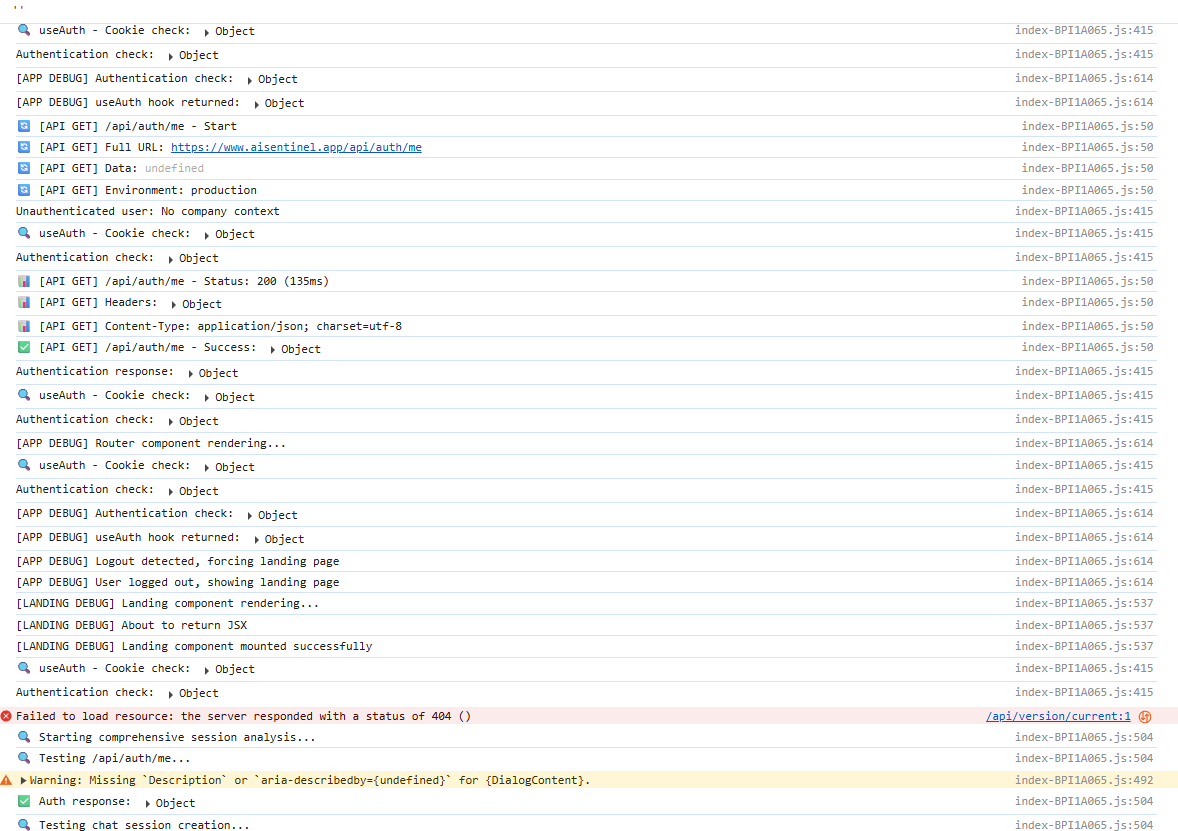 ''
useAuth - Cookie check: ▶ Object index-BPI1A065.js:415
Authentication check: ▶ Object index-BPI1A065.js:415
[APP DEBUG] Authentication check: ▶ Object index-BPI1A065.js:614
[APP DEBUG] useAuth hook returned: ▶ Object index-BPI1A065.js:614
[API GET] /api/auth/me - Start index-BPI1A065.js:50
[API GET] Full URL: https://www.aisentinel.app/api/auth/me index-BPI1A065.js:50
[API GET] Data: undefined index-BPI1A065.js:50
[API GET] Environment: production index-BPI1A065.js:50
Unauthenticated user: No company context index-BPI1A065.js:415
useAuth - Cookie check: ▶ Object index-BPI1A065.js:415
Authentication check: ▶ Object index-BPI1A065.js:415
[API GET] /api/auth/me - Status: 200 (135ms) index-BPI1A065.js:50
[API GET] Headers: ▶ Object index-BPI1A065.js:50
[API GET] Content-Type: application/json; charset=utf-8 index-BPI1A065.js:50
[API GET] /api/auth/me - Success: ▶ Object index-BPI1A065.js:50
Authentication response: ▶ Object index-BPI1A065.js:415
useAuth - Cookie check: ▶ Object index-BPI1A065.js:415
Authentication check: ▶ Object index-BPI1A065.js:415
[APP DEBUG] Router component rendering... index-BPI1A065.js:614
useAuth - Cookie check: ▶ Object index-BPI1A065.js:415
Authentication check: ▶ Object index-BPI1A065.js:415
[APP DEBUG] Authentication check: ▶ Object index-BPI1A065.js:614
[APP DEBUG] useAuth hook returned: ▶ Object index-BPI1A065.js:614
[APP DEBUG] Logout detected, forcing landing page index-BPI1A065.js:614
[APP DEBUG] User logged out, showing landing page index-BPI1A065.js:614
[LANDING DEBUG] Landing component rendering... index-BPI1A065.js:537
[LANDING DEBUG] About to return JSX index-BPI1A065.js:537
[LANDING DEBUG] Landing component mounted successfully index-BPI1A065.js:537
useAuth - Cookie check: ▶ Object index-BPI1A065.js:415
Authentication check: ▶ Object index-BPI1A065.js:415
Failed to load resource: the server responded with a status of 404 () /api/version/current:1
Starting comprehensive session analysis... index-BPI1A065.js:504
Testing /api/auth/me... index-BPI1A065.js:504
▶ Warning: Missing `Description` or `aria-describedby={undefined}` for {DialogContent}. index-BPI1A065.js:492
Auth response: ▶ Object index-BPI1A065.js:504
Testing chat session creation... index-BPI1A065.js:504